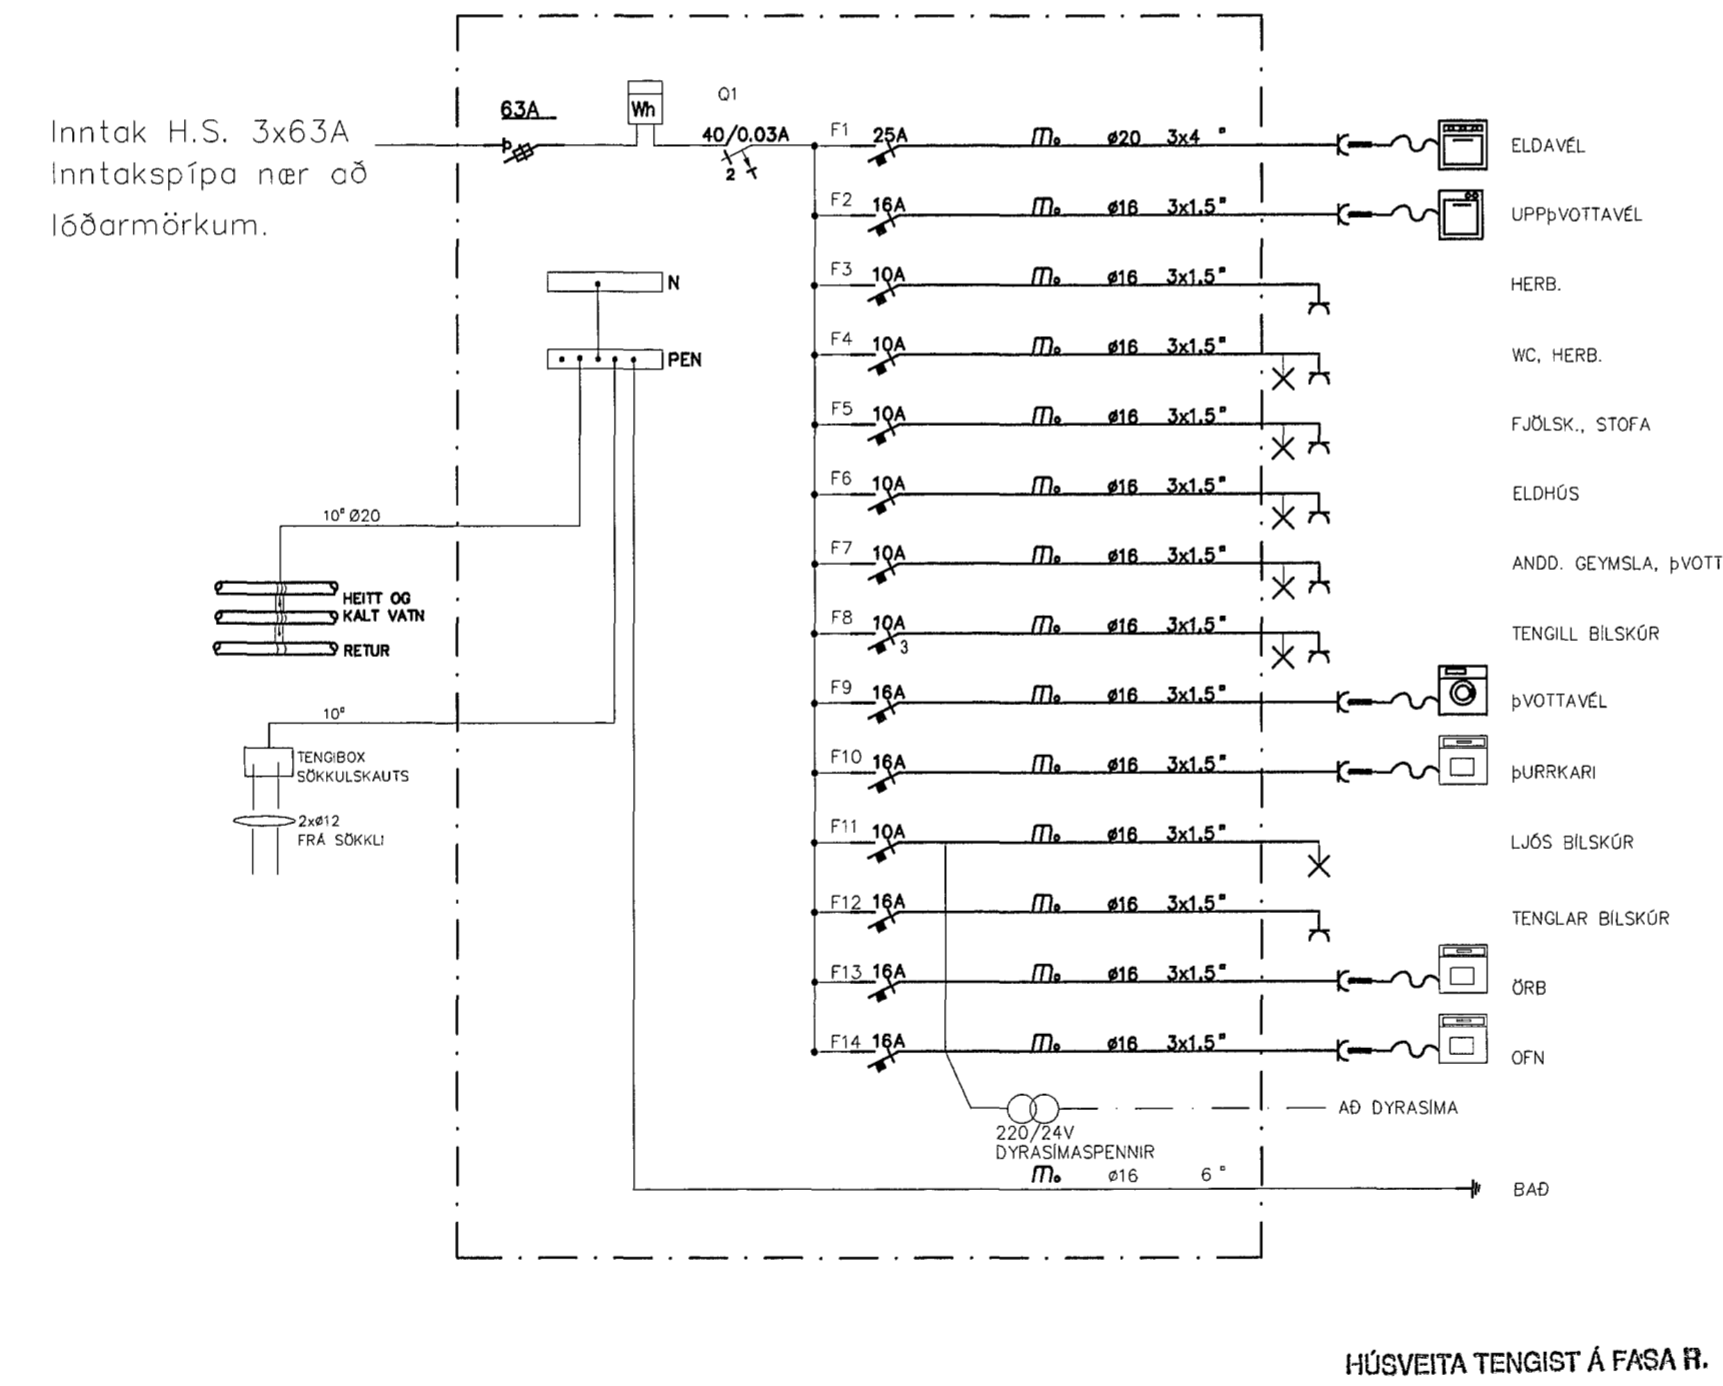 Inntak H.S. 3x63A
Inntakspípa nær að
lóðarmörkum.
63A
Wh
Q1
40/0.03A
2
N
PEN
10▫ Ø20
HEITT OG
KALT VATN
RETUR
10▫
TENGIBOX
SÖKKULSKAUTS
2xø12
FRÁ SÖKKLI
F1 25A m. ø20 3x4 ▫ ELDAVÉL
F2 16A m. ø16 3x1.5▫ UPPÞVOTTAVÉL
F3 10A m. ø16 3x1.5▫ HERB.
F4 10A m. ø16 3x1.5▫ WC, HERB.
F5 10A m. ø16 3x1.5▫ FJÖLSK., STOFA
F6 10A m. ø16 3x1.5▫ ELDHÚS
F7 10A m. ø16 3x1.5▫ ANDD. GEYMSLA, ÞVOTT
F8 10A m. ø16 3x1.5▫ TENGILL BÍLSKÚR
3
F9 16A m. ø16 3x1.5▫ ÞVOTTAVÉL
F10 16A m. ø16 3x1.5▫ ÞURRKARI
F11 10A m. ø16 3x1.5▫ LJÓS BÍLSKÚR
F12 16A m. ø16 3x1.5▫ TENGLAR BÍLSKÚR
F13 16A m. ø16 3x1.5▫ ÖRB
F14 16A m. ø16 3x1.5▫ OFN
AÐ DYRASÍMA
220/24V
DYRASÍMASPENNIR
m. ø16 6 ▫ BAÐ
HÚSVEITA TENGIST Á FASA R.